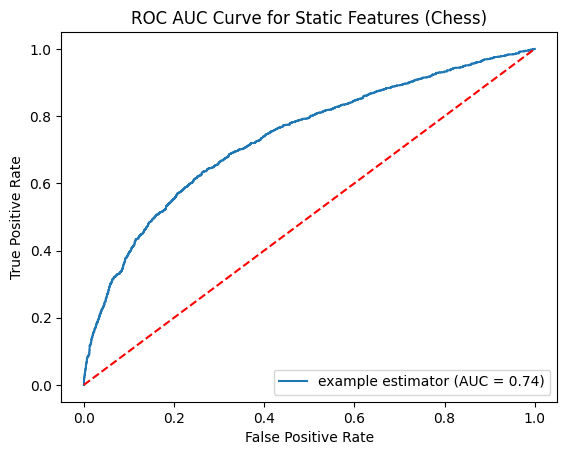 ROC AUC Curve for Static Features (Chess)
True Positive Rate
1.0
0.8
0.6
0.4
0.2
0.0
example estimator (AUC = 0.74)
0.0 0.2 0.4 0.6 0.8 1.0
False Positive Rate